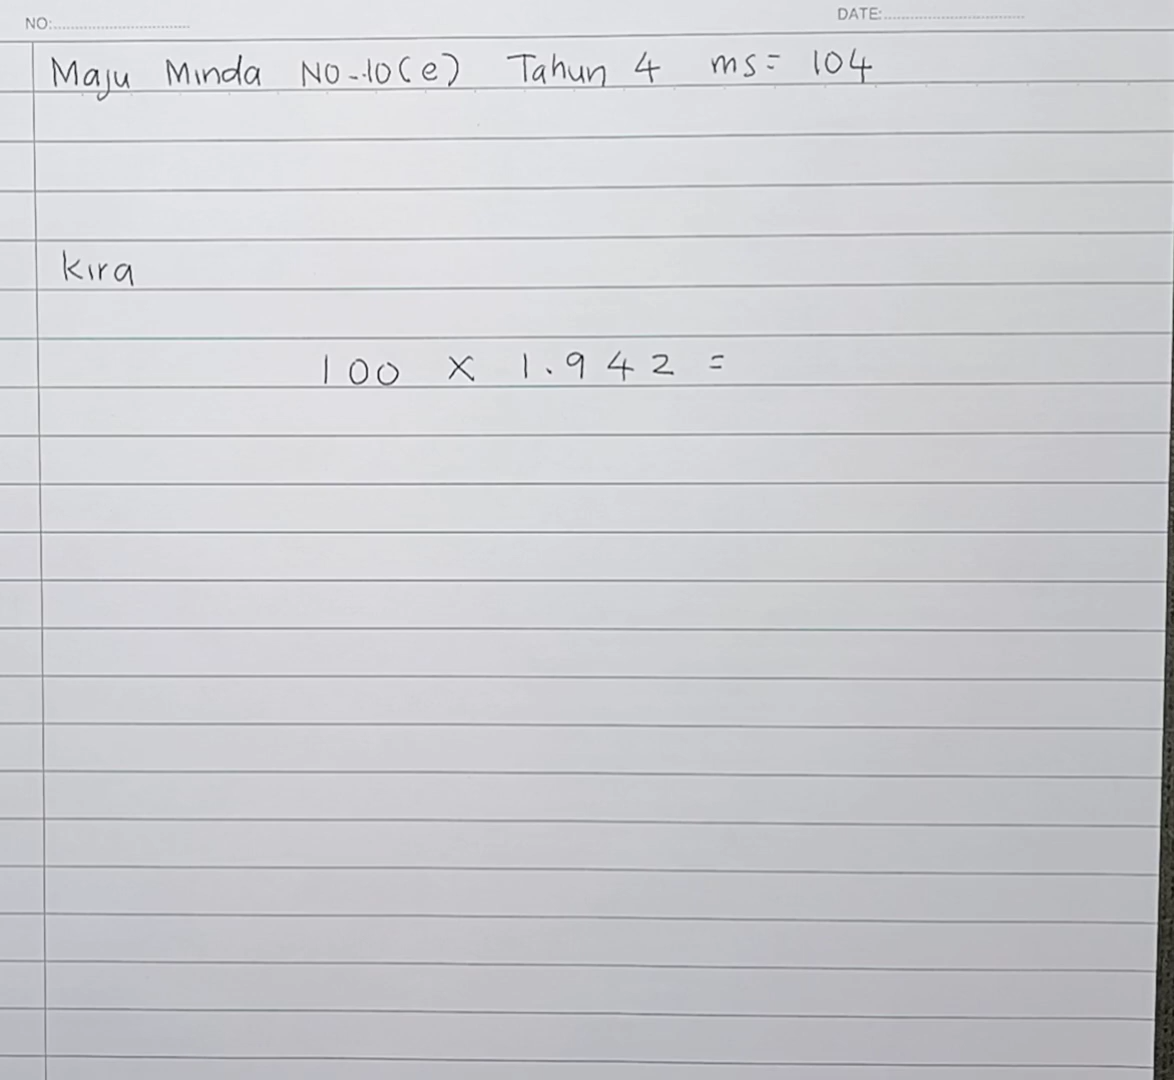 NO:
DATE:
Maju Minda NO-.10(e) Tahun 4 ms= 104
kira
100 × 1.942 =